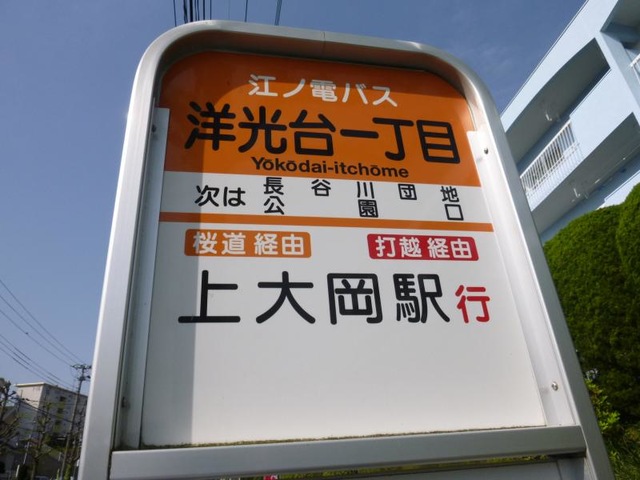 江ノ電バス
洋光台一丁目
Yōkōdai-itchōme
次は 長谷川団地
公園口
桜道経由 打越経由
上大岡駅行